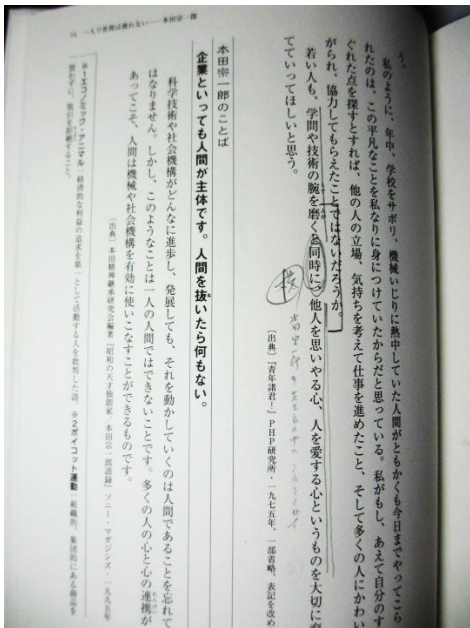 14 一人で世間は渡れない――本田宗一郎
う。
私のように、年中、学校をサボリ、機械いじりに熱中していた人間がともかくも今日までやってこら
れたのは、この平凡なことを私なりに身につけていたからだと思っている。私がもし、あえて自分のす
ぐれた点を探すとすれば、他の人の立場、気持ちを考えて仕事を進めたこと、そして多くの人にかわい
がられ、協力してもらえたことではないだろうか。
若い人も、学問や技術の腕を磨くと同時に、他人を思いやる心、人を愛する心というものを大切に育
てていってほしいと思う。
〔出典〕『青年諸君！』PHP研究所・一九七五年、一部省略、表記を改め
本田宗一郎のことば
企業といっても人間が主体です。人間を抜いたら何もない。
科学技術や社会機構がどんなに進歩し、発展しても、それを動かしていくのは人間であることを忘れて
はなりません。しかし、このようなことは一人の人間ではできないことです。多くの人の心と心の連携が
あってこそ、人間は機械や社会機構を有効に使いこなすことができるものです。
〔出典〕本田精神継承研究会編著『昭和の天才独創家／本田宗一郎語録』ソニー・マガジンズ・一九九五年
※1エコノミック・アニマル：経済的な利益の追求を第一として活動する人を批判した語。 ※2ボイコット運動：組織的、集団的にある商品を
買わずに、取引を拒絶すること。